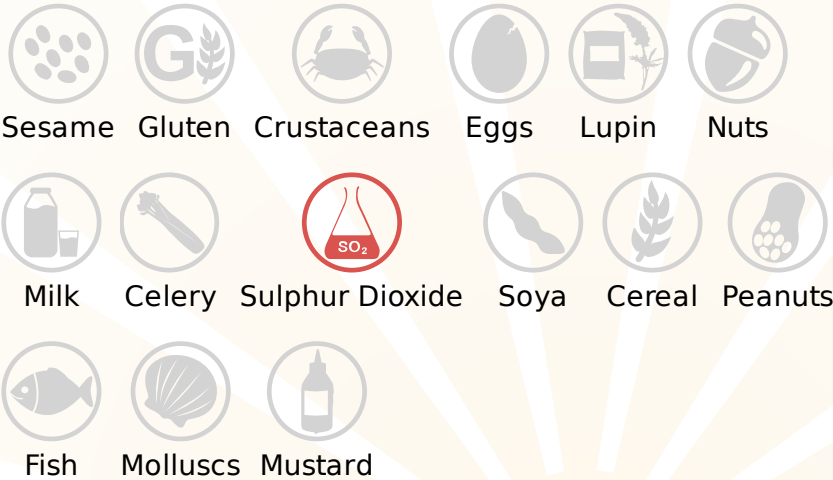 G
Sesame Gluten Crustaceans Eggs Lupin Nuts
SO₂
Milk Celery Sulphur Dioxide Soya Cereal Peanuts
Fish Molluscs Mustard